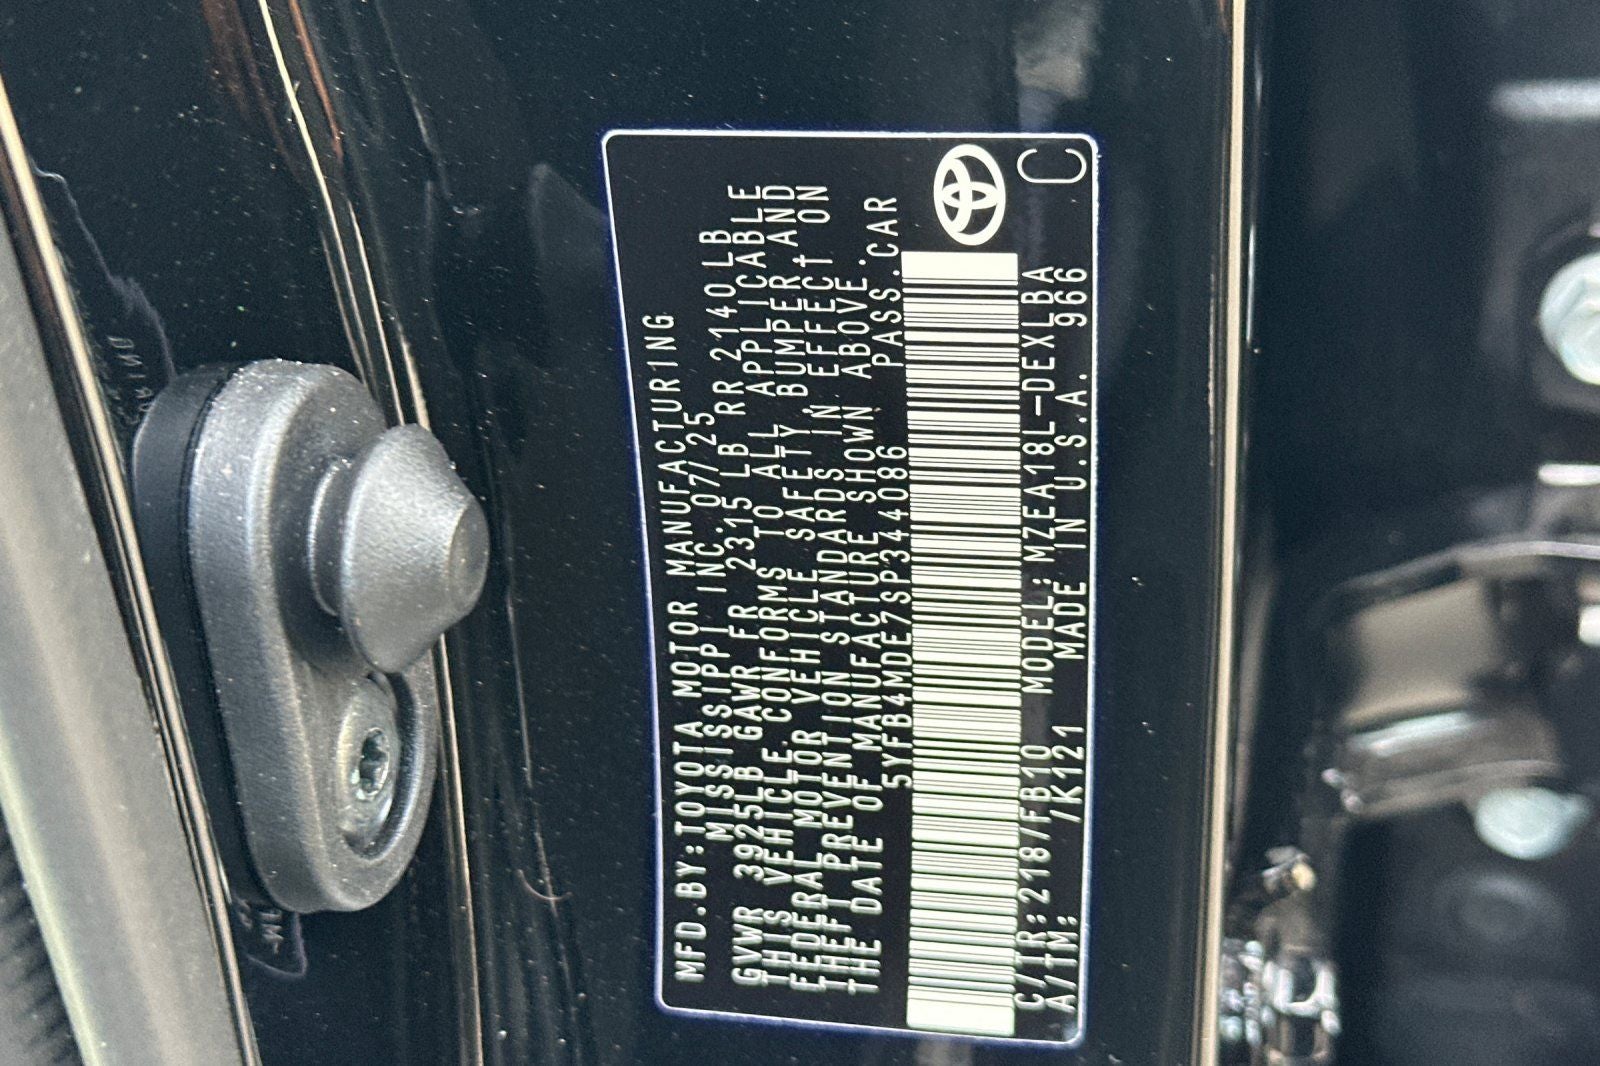 MFD.BY:TOYOTA MOTOR MANUFACTURING
MISSISSIPPI INC. 07/25
GVWR 3925LB GAWR FR 2315 LB RR 2140LB
THIS VEHICLE CONFORMS TO ALL APPLICABLE
FEDERAL MOTOR VEHICLE SAFETY BUMPER AND
THEFT PREVENTION STANDARDS IN EFFECT ON
THE DATE OF MANUFACTURE SHOWN ABOVE.
5YFB4MDE7SP344086 PASS.CAR
C/TR:218/FB10 MODEL:MZEA18L-DEXLBA
A/TM: /K121 MADE IN U.S.A. 966
C